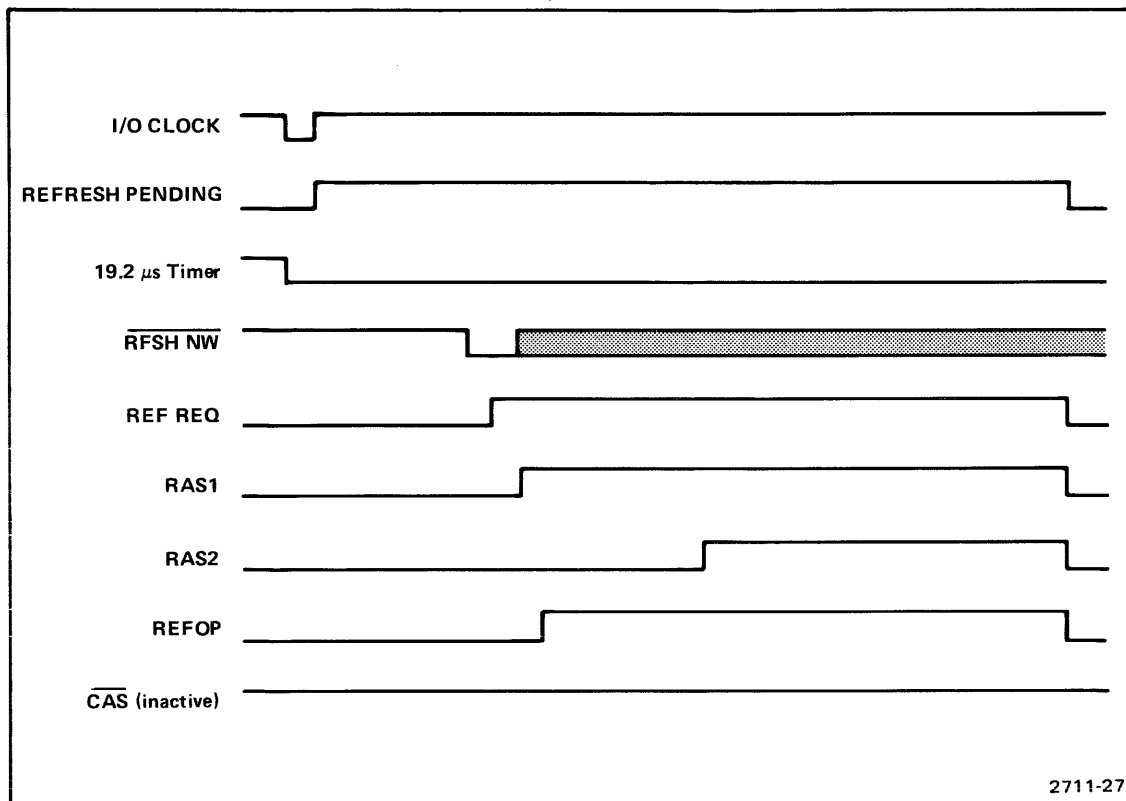 I/O CLOCK
REFRESH PENDING
19.2 μs Timer
RFSH NW
REF REQ
RAS1
RAS2
REFOP
CAS (inactive)
2711-27